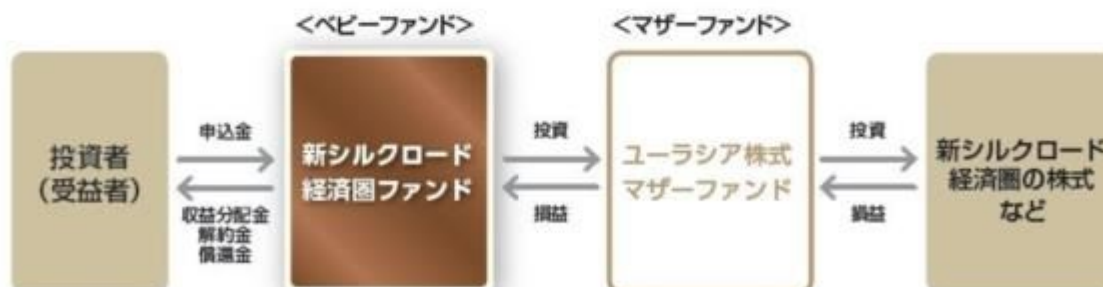 <ベビーファンド>
<マザーファンド>
投資者
(受益者)
申込金
収益分配金
解約金
償還金
新シルクロード
経済圏ファンド
投資
損益
ユーラシア株式
マザーファンド
投資
損益
新シルクロード
経済圏の株式
など